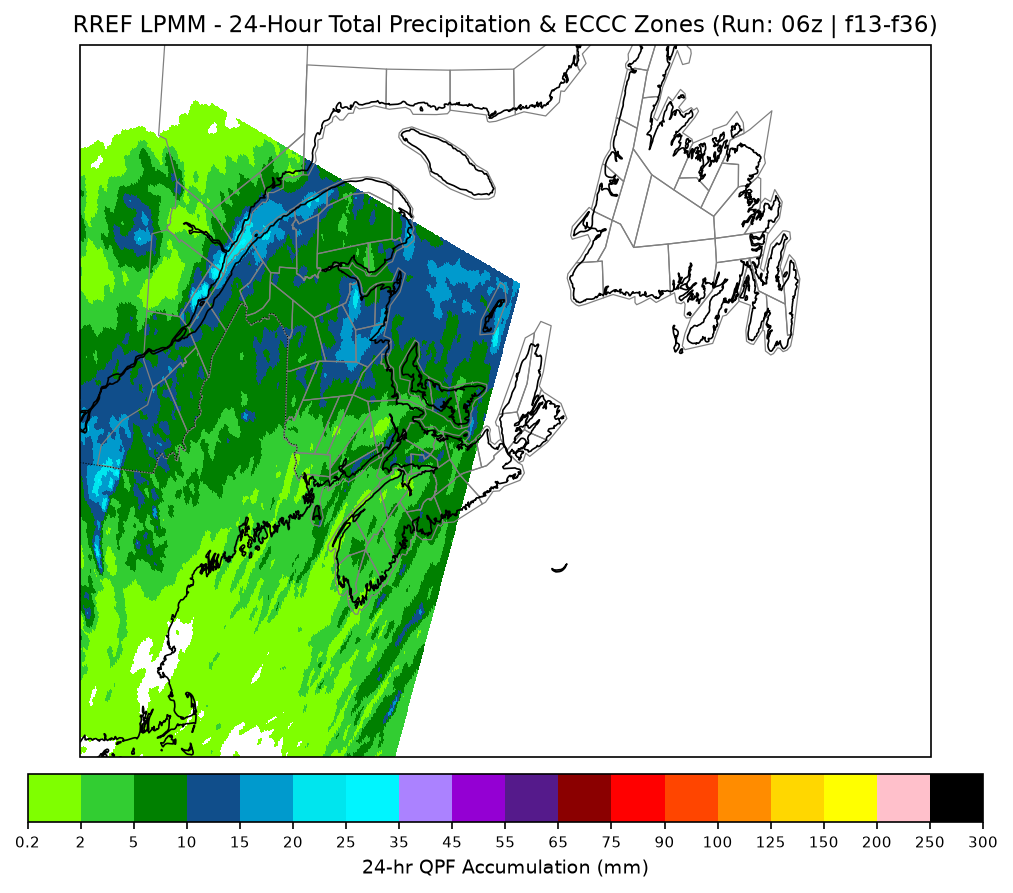 RREF LPMM - 24-Hour Total Precipitation & ECCC Zones (Run: 06z | f13-f36)
0.2 2 5 10 15 20 25 35 45 55 65 75 90 100 125 150 200 250 300
24-hr QPF Accumulation (mm)